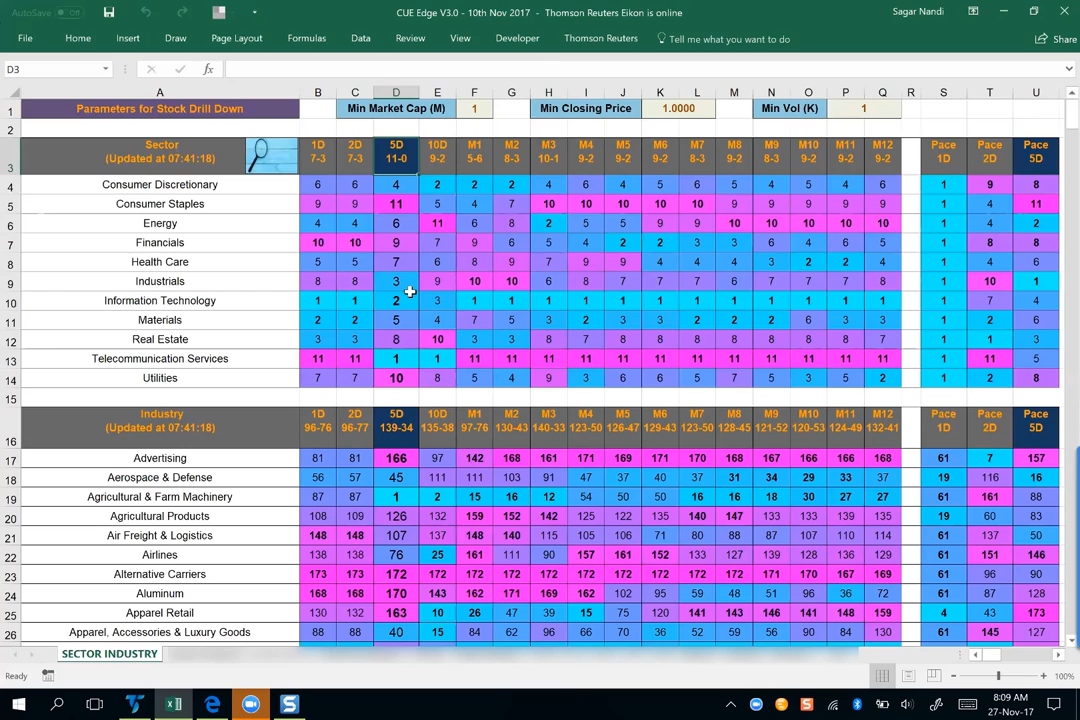 AutoSave Off
CUE Edge V3.0 - 10th Nov 2017 - Thomson Reuters Eikon is online
Sagar Nandi
File Home Insert Draw Page Layout Formulas Data Review View Developer Thomson Reuters Tell me what you want to do Share
D3 fx
A B C D E F G H I J K L M N O P Q R S T U
1 Parameters for Stock Drill Down Min Market Cap (M) 1 Min Closing Price 1.0000 Min Vol (K) 1
2
3 Sector (Updated at 07:41:18)
1D 2D 5D 10D M1 M2 M3 M4 M5 M6 M7 M8 M9 M10 M11 M12 Pace 1D Pace 2D Pace 5D
7-3 7-3 11-0 9-2 5-6 8-3 10-1 9-2 9-2 9-2 8-3 9-2 8-3 9-2 9-2 9-2
4 Consumer Discretionary 6 6 4 2 2 2 4 6 4 5 6 5 4 5 4 6 1 9 8
5 Consumer Staples 9 9 11 5 4 7 10 10 10 10 10 9 9 9 9 9 1 4 11
6 Energy 4 4 6 11 6 8 2 5 5 9 9 10 10 10 10 10 1 4 2
7 Financials 10 10 9 7 9 6 5 4 2 2 3 3 6 4 6 5 1 8 8
8 Health Care 5 5 7 6 8 9 7 9 9 4 4 4 3 2 2 4 1 4 6
9 Industrials 8 8 3 9 10 10 6 8 7 7 7 6 7 7 7 8 1 10 1
10 Information Technology 1 1 2 3 1 1 1 1 1 1 1 1 1 1 1 1 1 7 4
11 Materials 2 2 5 4 7 5 3 2 3 3 2 2 2 6 3 3 1 2 6
12 Real Estate 3 3 8 10 3 3 8 7 8 8 8 8 8 8 8 7 1 1 3
13 Telecommunication Services 11 11 1 1 11 11 11 11 11 11 11 11 11 11 11 11 1 11 5
14 Utilities 7 7 10 8 5 4 9 3 6 6 5 7 5 3 5 2 1 2 8
15
16 Industry (Updated at 07:41:18)
1D 2D 5D 10D M1 M2 M3 M4 M5 M6 M7 M8 M9 M10 M11 M12 Pace 1D Pace 2D Pace 5D
96-76 96-77 139-34 135-38 97-76 130-43 140-33 123-50 126-47 129-43 123-50 128-45 121-52 120-53 124-49 132-41
17 Advertising 81 81 166 97 142 168 161 171 169 171 170 168 167 166 166 168 61 7 157
18 Aerospace & Defense 56 57 45 111 111 103 91 47 37 40 37 31 34 29 33 37 19 116 16
19 Agricultural & Farm Machinery 87 87 1 2 15 16 12 54 50 50 16 16 18 30 27 27 61 161 88
20 Agricultural Products 108 109 126 132 159 152 142 125 122 135 140 147 133 133 139 135 19 60 83
21 Air Freight & Logistics 148 148 107 137 148 140 115 105 106 71 80 88 87 107 110 114 61 137 50
22 Airlines 138 138 76 25 161 111 90 157 161 152 133 127 139 128 136 129 61 151 146
23 Alternative Carriers 173 173 172 172 172 172 172 172 172 172 172 172 171 170 167 169 61 96 90
24 Aluminum 168 168 170 143 162 171 169 162 102 95 59 48 51 96 36 72 61 87 128
25 Apparel Retail 130 132 163 10 26 47 39 15 75 120 141 143 146 141 148 159 4 43 173
26 Apparel, Accessories & Luxury Goods 88 88 40 15 84 62 96 66 70 36 52 59 56 90 84 130 61 145 127
SECTOR INDUSTRY
Ready 100%
8:09 AM
27-Nov-17